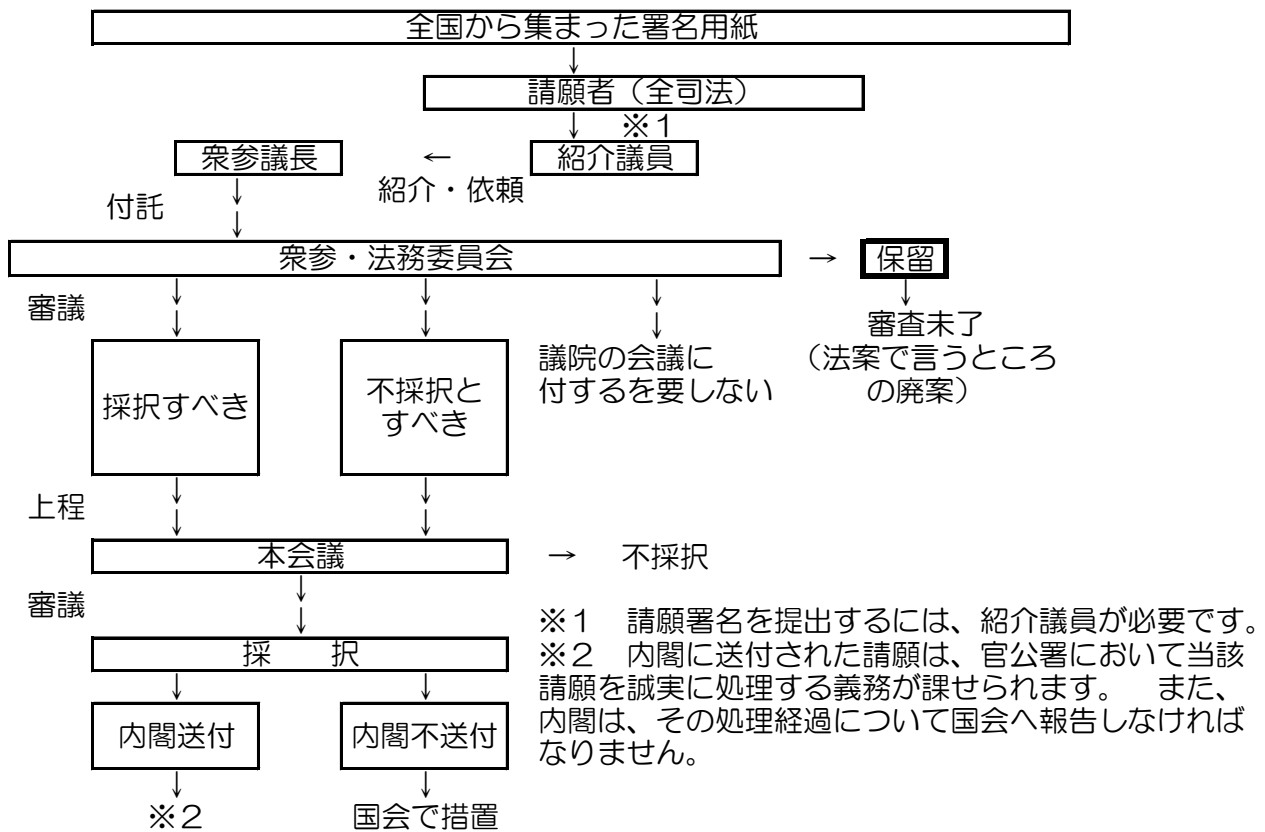 全国から集まった署名用紙
↓
請願者（全司法）
↓ ※１
衆参議長 ← 紹介議員
紹介・依頼
付託 ↓
↓
衆参・法務委員会 → 保留
審議 ↓ ↓ ↓ ↓
↓ ↓ ↓
審査未了
（法案で言うところ
の廃案）
採択すべき
不採択と
すべき
議院の会議に
付するを要しない
上程 ↓ ↓
↓ ↓
本会議 → 不採択
審議 ↓
↓
採　択
↓ ↓
内閣送付 内閣不送付
↓ ↓
※２ 国会で措置
※１　請願署名を提出するには、紹介議員が必要です。
※２　内閣に送付された請願は、官公署において当該
請願を誠実に処理する義務が課せられます。　また、
内閣は、その処理経過について国会へ報告しなければ
なりません。